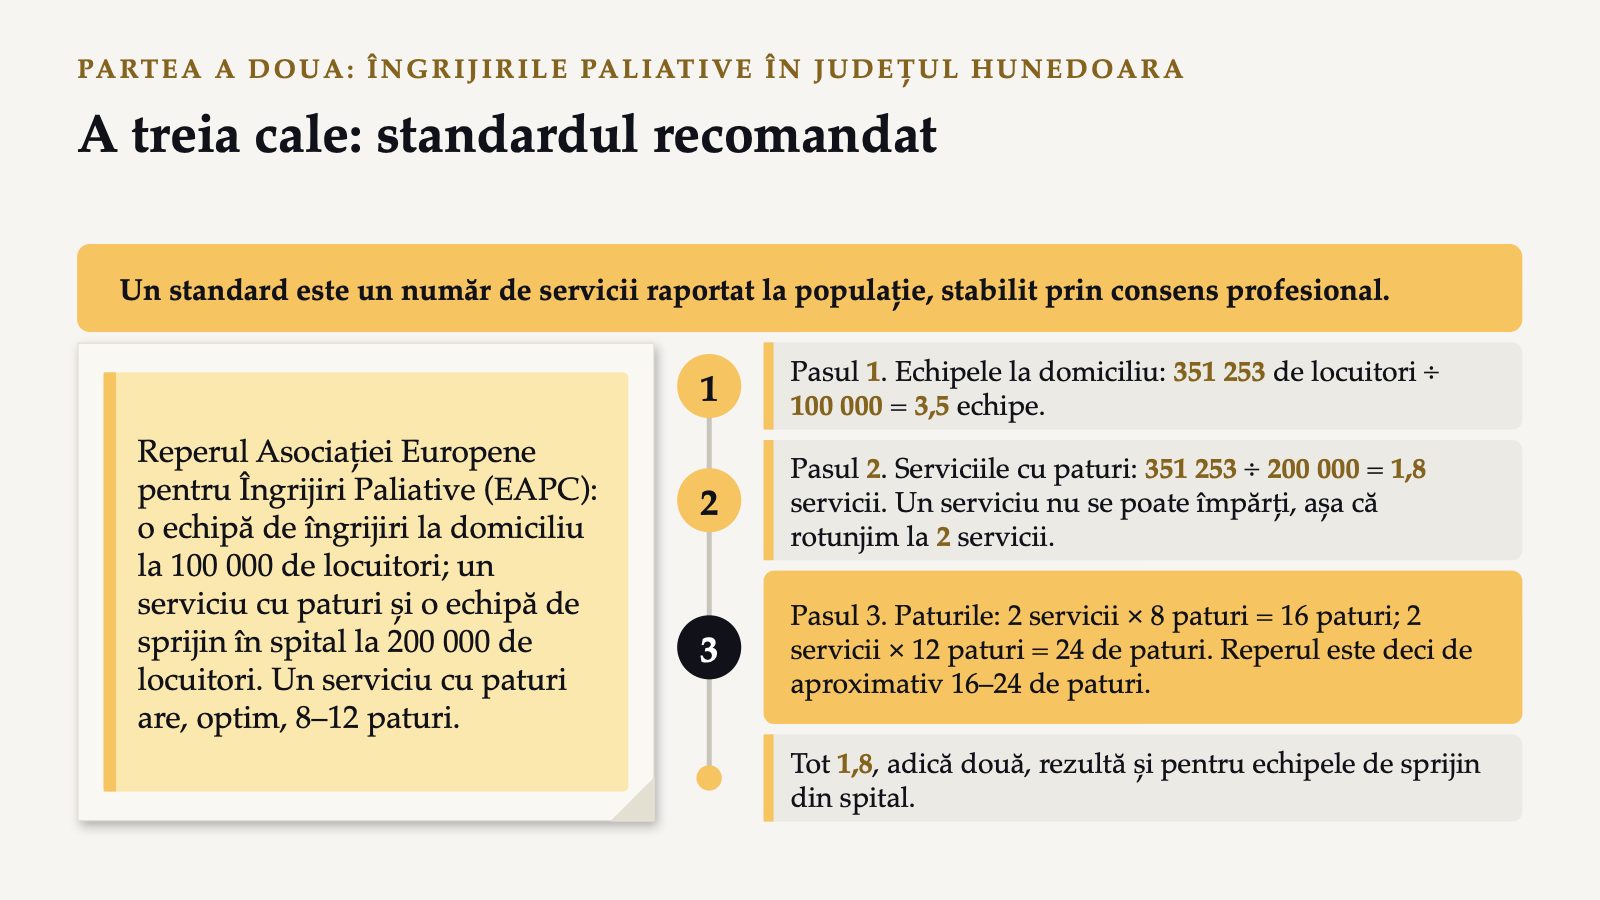 PARTEA A DOUA: ÎNGRIJIRILE PALIATIVE ÎN JUDEȚUL HUNEDOARA
A treia cale: standardul recomandat
Un standard este un număr de servicii raportat la populație, stabilit prin consens profesional.
Reperul Asociației Europene
pentru Îngrijiri Paliative (EAPC):
o echipă de îngrijiri la domiciliu
la 100 000 de locuitori; un
serviciu cu paturi și o echipă de
sprijin în spital la 200 000 de
locuitori. Un serviciu cu paturi
are, optim, 8–12 paturi.
1
Pasul 1. Echipele la domiciliu: 351 253 de locuitori ÷
100 000 = 3,5 echipe.
2
Pasul 2. Serviciile cu paturi: 351 253 ÷ 200 000 = 1,8
servicii. Un serviciu nu se poate împărți, așa că
rotunjim la 2 servicii.
3
Pasul 3. Paturile: 2 servicii × 8 paturi = 16 paturi; 2
servicii × 12 paturi = 24 de paturi. Reperul este deci de
aproximativ 16–24 de paturi.
Tot 1,8, adică două, rezultă și pentru echipele de sprijin
din spital.